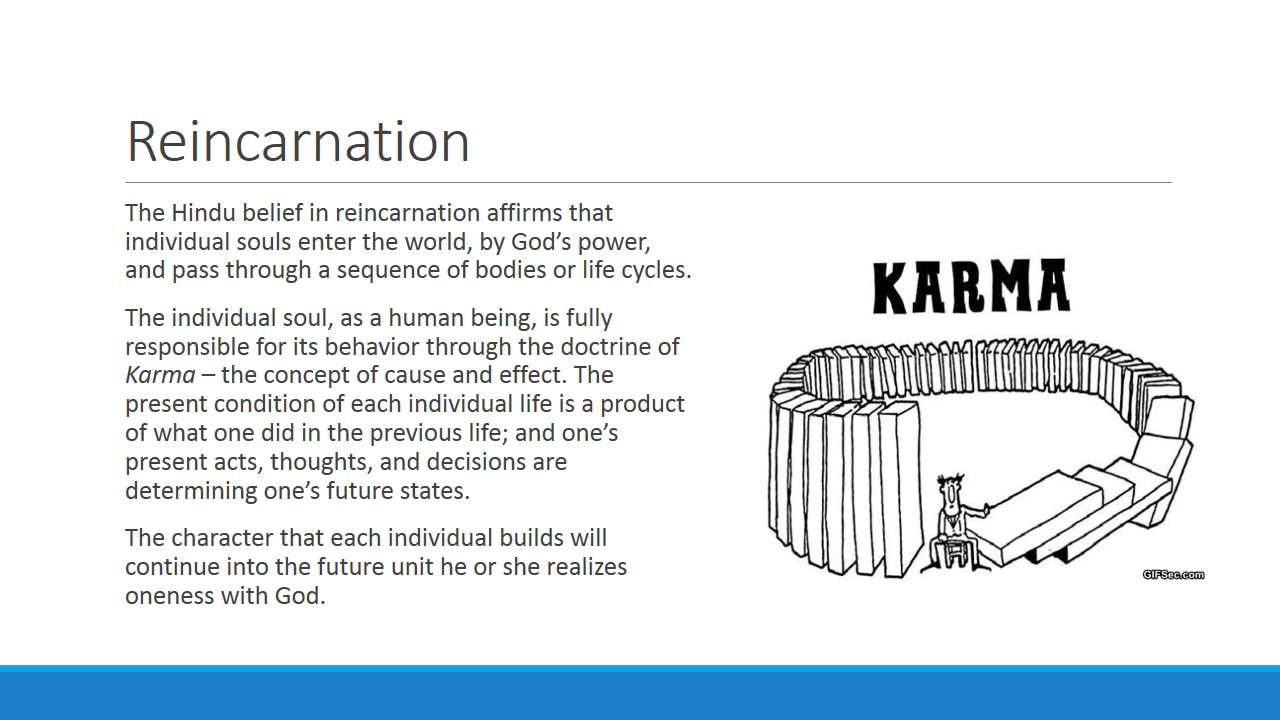 Reincarnation
The Hindu belief in reincarnation affirms that
individual souls enter the world, by God’s power,
and pass through a sequence of bodies or life cycles.
The individual soul, as a human being, is fully
responsible for its behavior through the doctrine of
Karma – the concept of cause and effect. The
present condition of each individual life is a product
of what one did in the previous life; and one’s
present acts, thoughts, and decisions are
determining one’s future states.
The character that each individual builds will
continue into the future unit he or she realizes
oneness with God.
KARMA
GIFSec.com